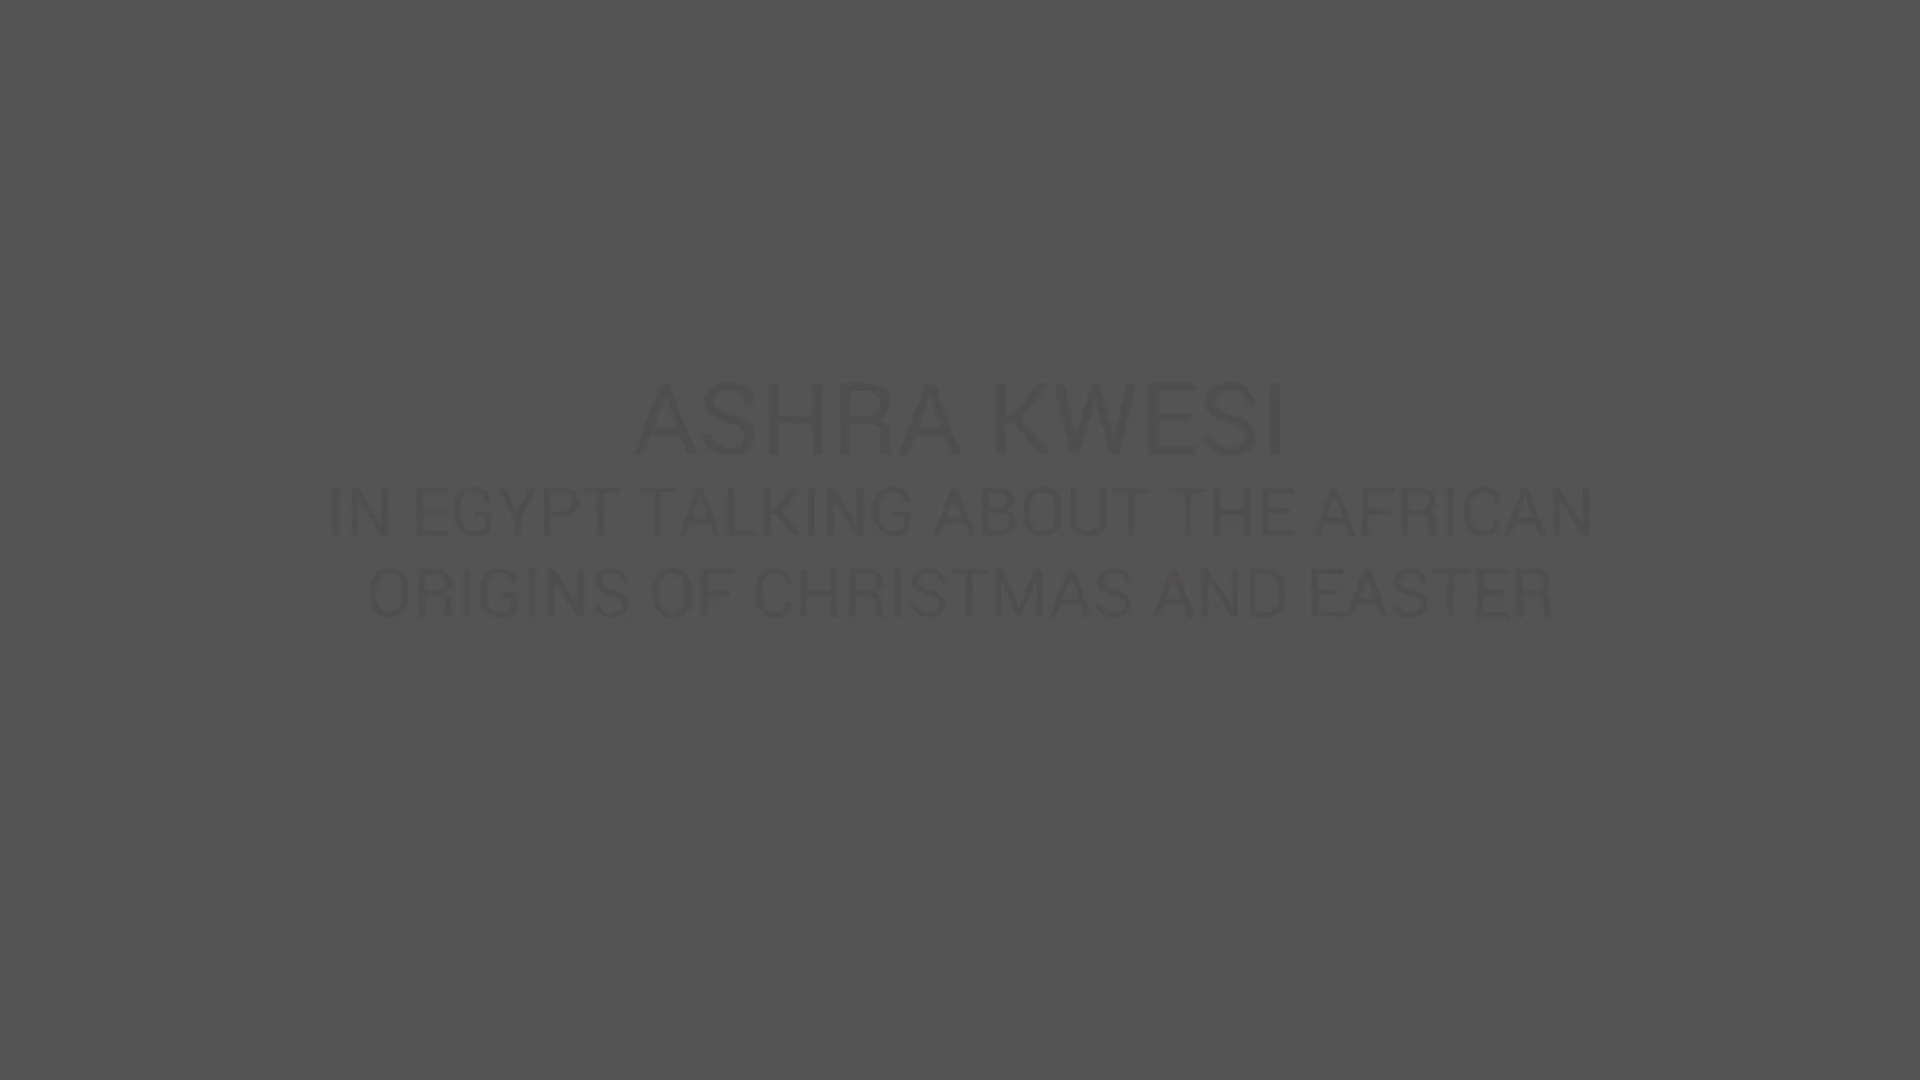 ASHRA KWESI
IN EGYPT TALKING ABOUT THE AFRICAN
ORIGINS OF CHRISTMAS AND EASTER